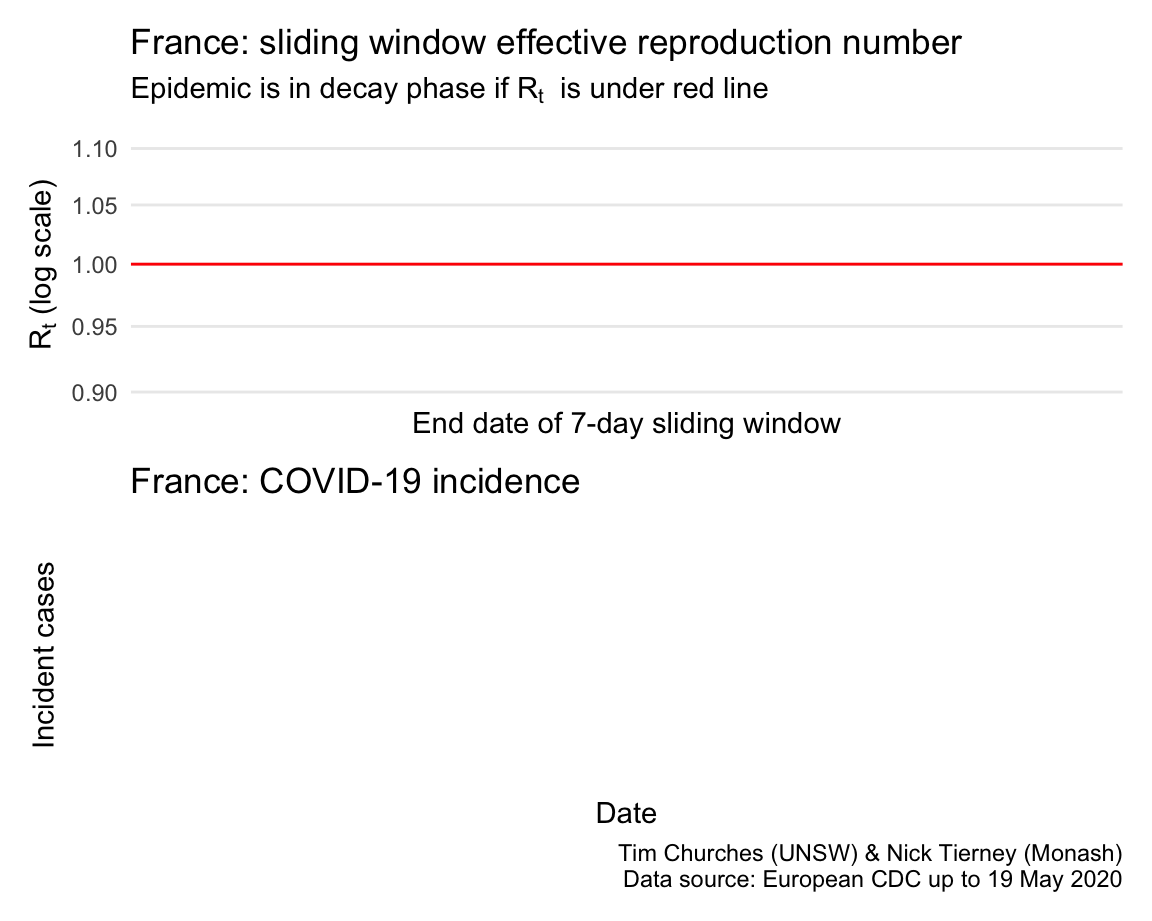 France: sliding window effective reproduction number
Epidemic is in decay phase if Rt is under red line
1.10
1.05
1.00
0.95
0.90
Rt (log scale)
End date of 7-day sliding window
France: COVID-19 incidence
Incident cases
Date
Tim Churches (UNSW) & Nick Tierney (Monash)
Data source: European CDC up to 19 May 2020